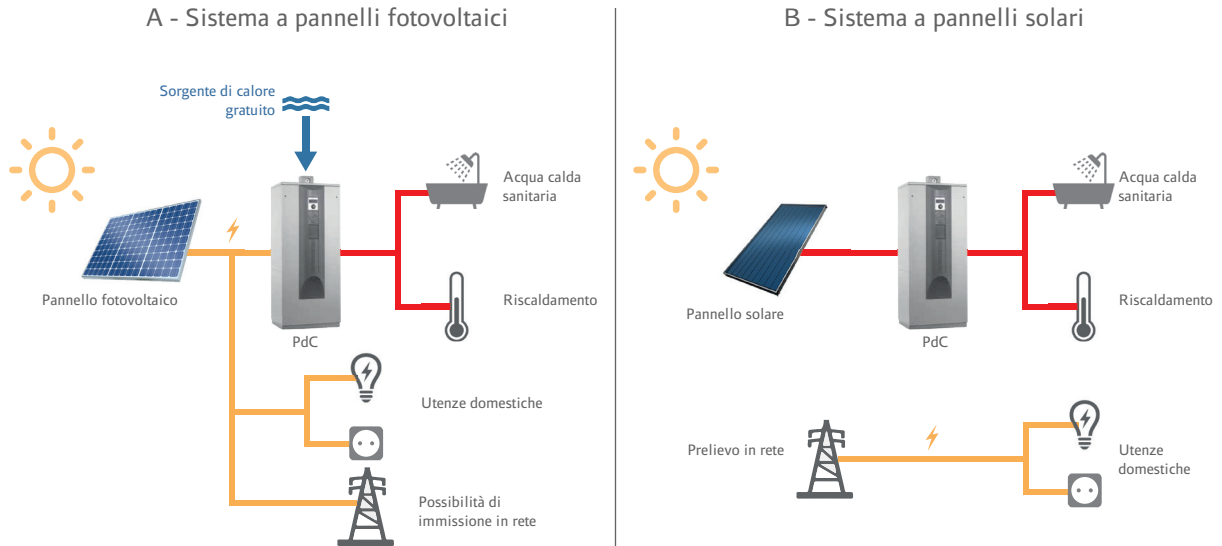 A - Sistema a pannelli fotovoltaici
Sorgente di calore
gratuito
Acqua calda
sanitaria
Pannello fotovoltaico
Riscaldamento
PdC
Utenze domestiche
Possibilità di
immissione in rete
B - Sistema a pannelli solari
Acqua calda
sanitaria
Pannello solare
Riscaldamento
PdC
Prelievo in rete
Utenze
domestiche